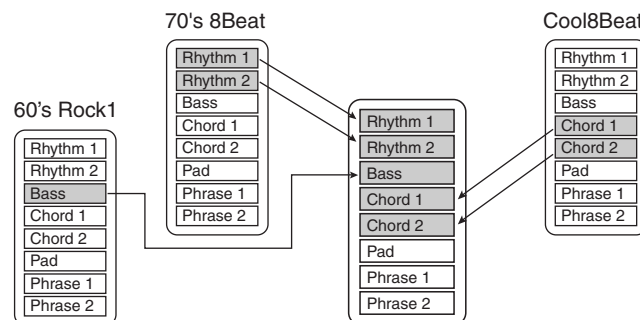 60's Rock1
Rhythm 1
Rhythm 2
Bass
Chord 1
Chord 2
Pad
Phrase 1
Phrase 2
70's 8Beat
Rhythm 1
Rhythm 2
Bass
Chord 1
Chord 2
Pad
Phrase 1
Phrase 2
Rhythm 1
Rhythm 2
Bass
Chord 1
Chord 2
Pad
Phrase 1
Phrase 2
Cool8Beat
Rhythm 1
Rhythm 2
Bass
Chord 1
Chord 2
Pad
Phrase 1
Phrase 2